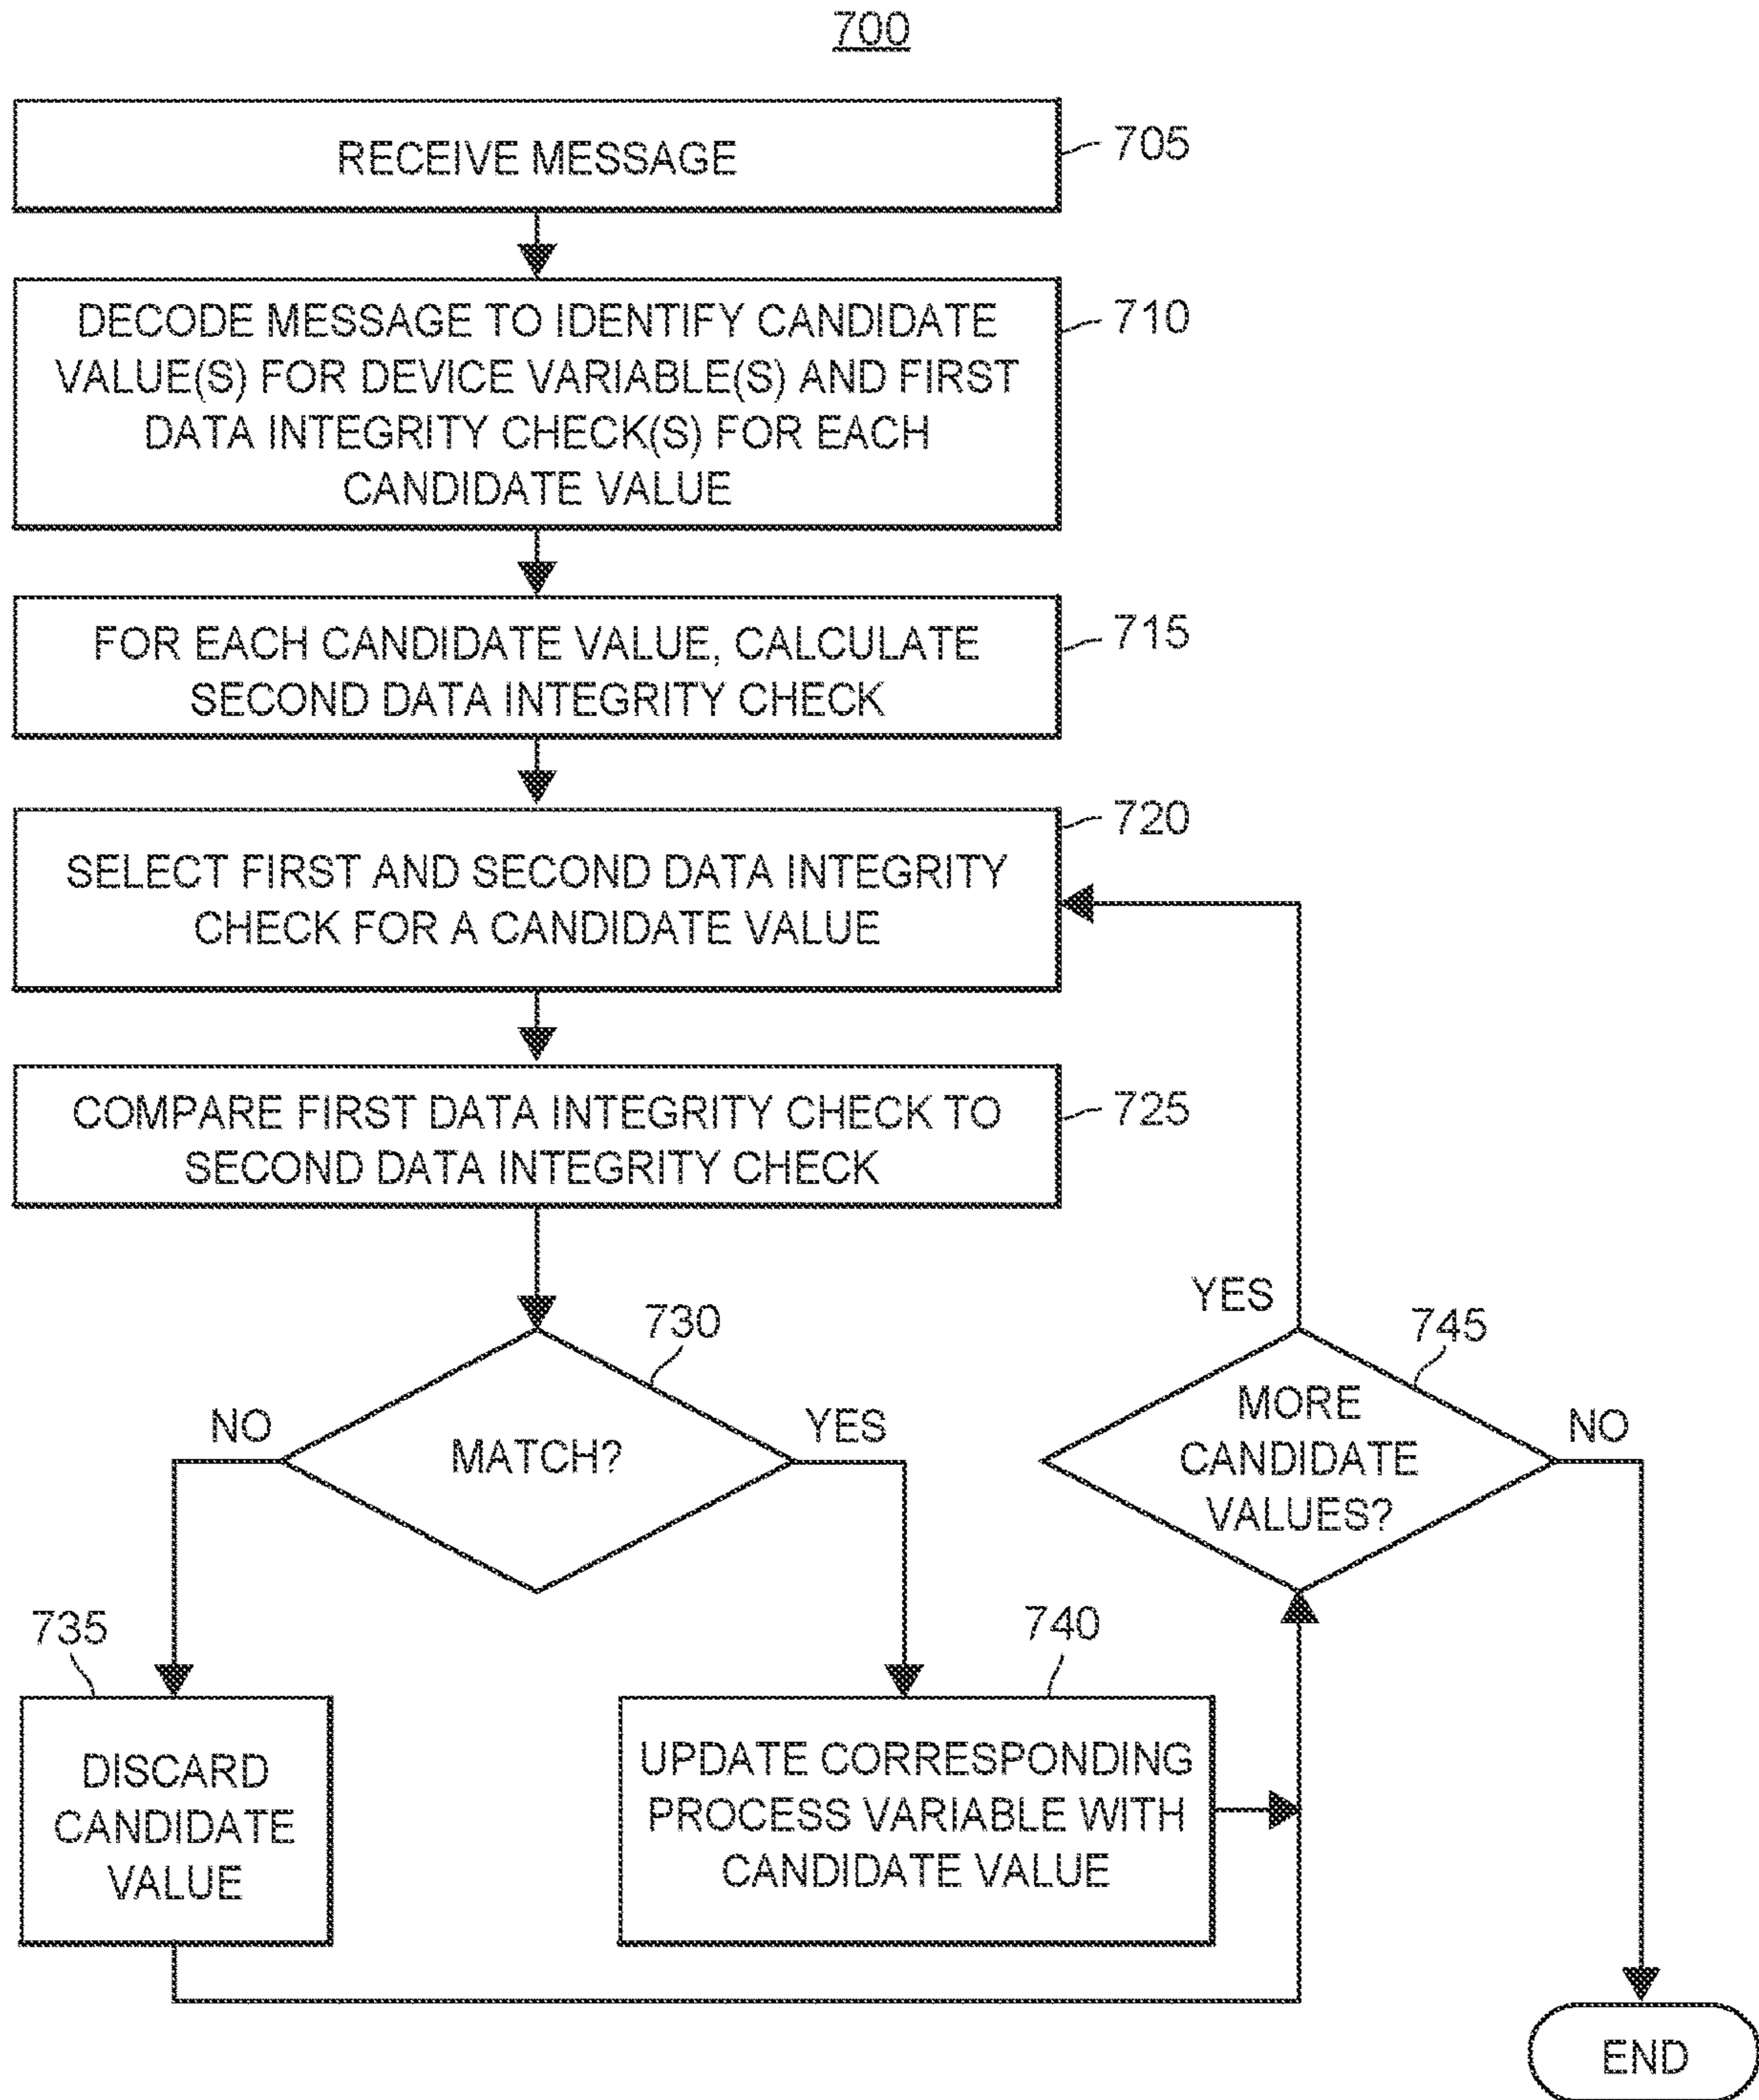 700
RECEIVE MESSAGE
705
DECODE MESSAGE TO IDENTIFY CANDIDATE
VALUE(S) FOR DEVICE VARIABLE(S) AND FIRST
DATA INTEGRITY CHECK(S) FOR EACH
CANDIDATE VALUE
710
FOR EACH CANDIDATE VALUE, CALCULATE
SECOND DATA INTEGRITY CHECK
715
SELECT FIRST AND SECOND DATA INTEGRITY
CHECK FOR A CANDIDATE VALUE
720
COMPARE FIRST DATA INTEGRITY CHECK TO
SECOND DATA INTEGRITY CHECK
725
730
MATCH?
NO
YES
735
DISCARD
CANDIDATE
VALUE
740
UPDATE CORRESPONDING
PROCESS VARIABLE WITH
CANDIDATE VALUE
745
MORE
CANDIDATE
VALUES?
YES
NO
END